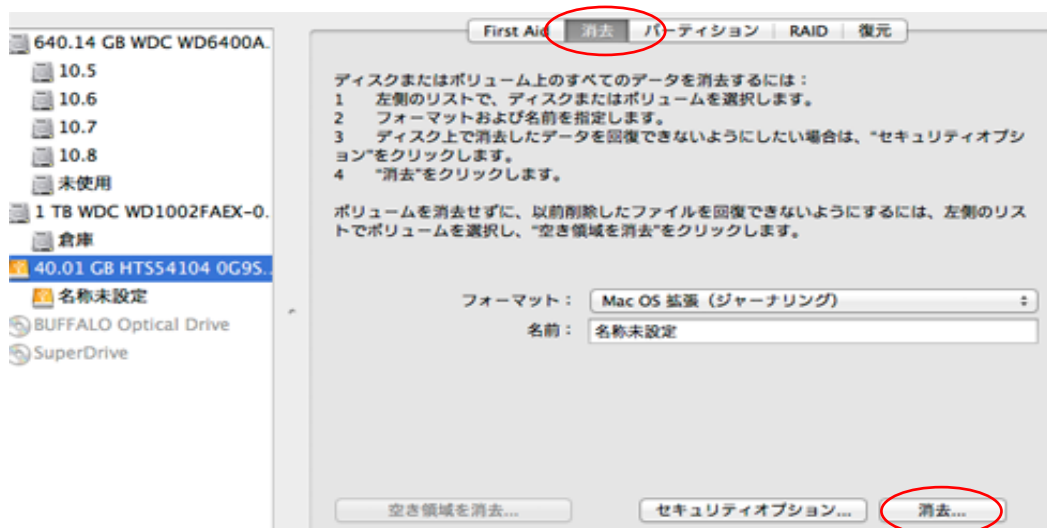 640.14 GB WDC WD6400A.
10.5
10.6
10.7
10.8
未使用
1 TB WDC WD1002FAEX-0.
倉庫
40.01 GB HTS54104 0G9S..
名称未設定
BUFFALO Optical Drive
SuperDrive
First Aid 消去 パーティション RAID 復元
ディスクまたはボリューム上のすべてのデータを消去するには：
1 左側のリストで、ディスクまたはボリュームを選択します。
2 フォーマットおよび名前を指定します。
3 ディスク上で消去したデータを回復できないようにしたい場合は、“セキュリティオプシ
ョン”をクリックします。
4 “消去”をクリックします。
ボリュームを消去せずに、以前削除したファイルを回復できないようにするには、左側のリス
トでボリュームを選択し、“空き領域を消去”をクリックします。
フォーマット： Mac OS 拡張（ジャーナリング）
名前： 名称未設定
空き領域を消去... セキュリティオプション... 消去...